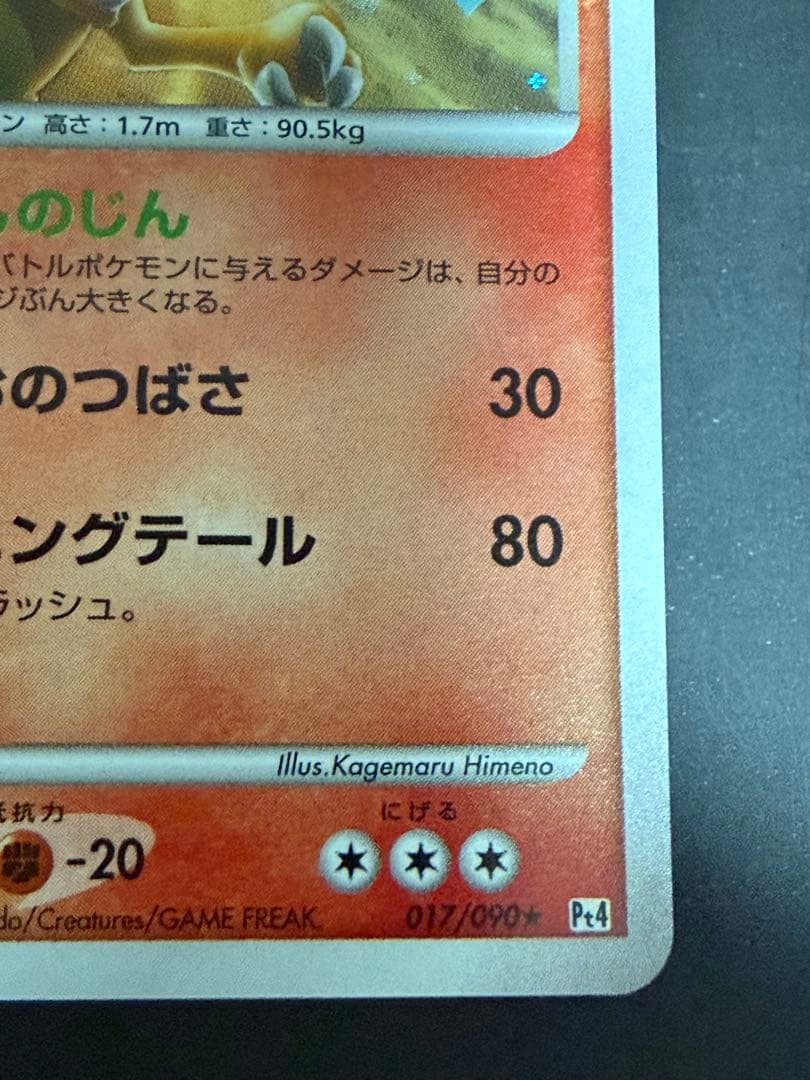 ン 高さ：1.7m 重さ：90.5kg
のじん
バトルポケモンに与えるダメージは、自分の
ジぶん大きくなる。
のつばさ 30
ニングテール 80
ラッシュ。
Illus.Kagemaru Himeno
抵抗力 にげる
-20
do/Creatures/GAME FREAK 017/090★ Pt4